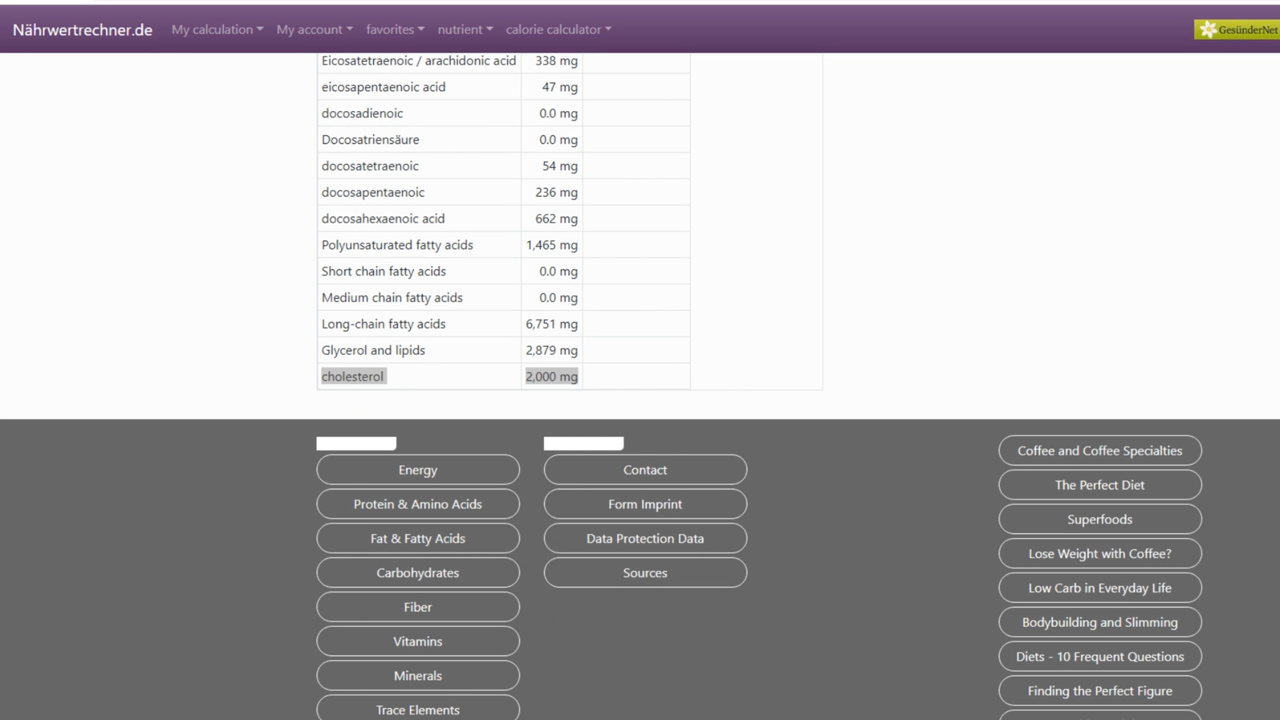 Nährwertrechner.de My calculation My account favorites nutrient calorie calculator GesünderNet
Eicosatetraenoic / arachidonic acid 338 mg
eicosapentaenoic acid 47 mg
docosadienoic 0.0 mg
Docosatriensäure 0.0 mg
docosatetraenoic 54 mg
docosapentaenoic 236 mg
docosahexaenoic acid 662 mg
Polyunsaturated fatty acids 1,465 mg
Short chain fatty acids 0.0 mg
Medium chain fatty acids 0.0 mg
Long-chain fatty acids 6,751 mg
Glycerol and lipids 2,879 mg
cholesterol 2,000 mg
Energy
Protein & Amino Acids
Fat & Fatty Acids
Carbohydrates
Fiber
Vitamins
Minerals
Trace Elements
Contact
Form Imprint
Data Protection Data
Sources
Coffee and Coffee Specialties
The Perfect Diet
Superfoods
Lose Weight with Coffee?
Low Carb in Everyday Life
Bodybuilding and Slimming
Diets - 10 Frequent Questions
Finding the Perfect Figure